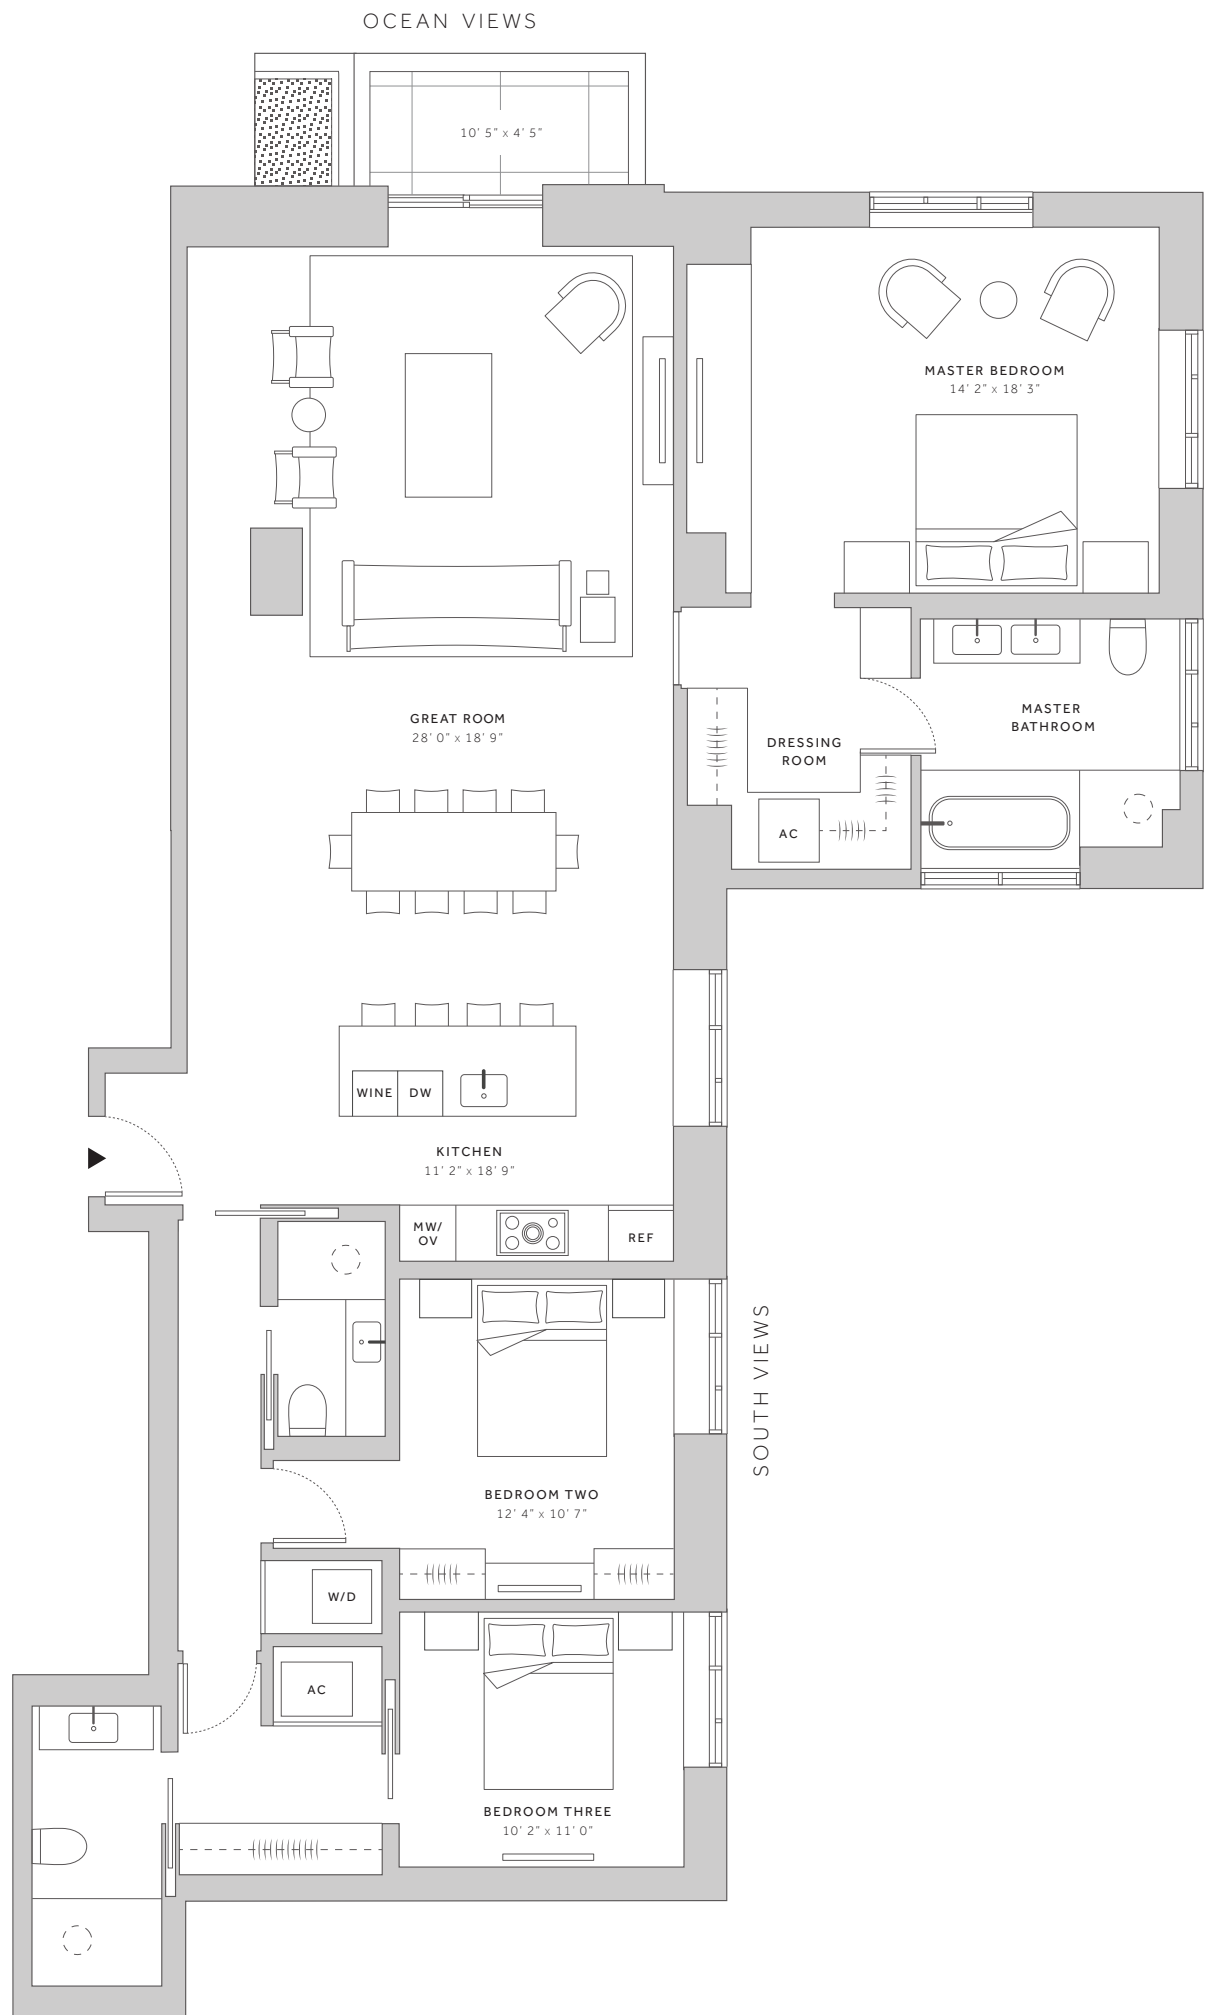 OCEAN VIEWS
10' 5" x 4' 5"
MASTER BEDROOM
14' 2" x 18' 3"
GREAT ROOM
28' 0" x 18' 9"
MASTER
BATHROOM
DRESSING
ROOM
AC
WINE
DW
KITCHEN
11' 2" x 18' 9"
MW/
OV
REF
SOUTH VIEWS
BEDROOM TWO
12' 4" x 10' 7"
W/D
AC
BEDROOM THREE
10' 2" x 11' 0"